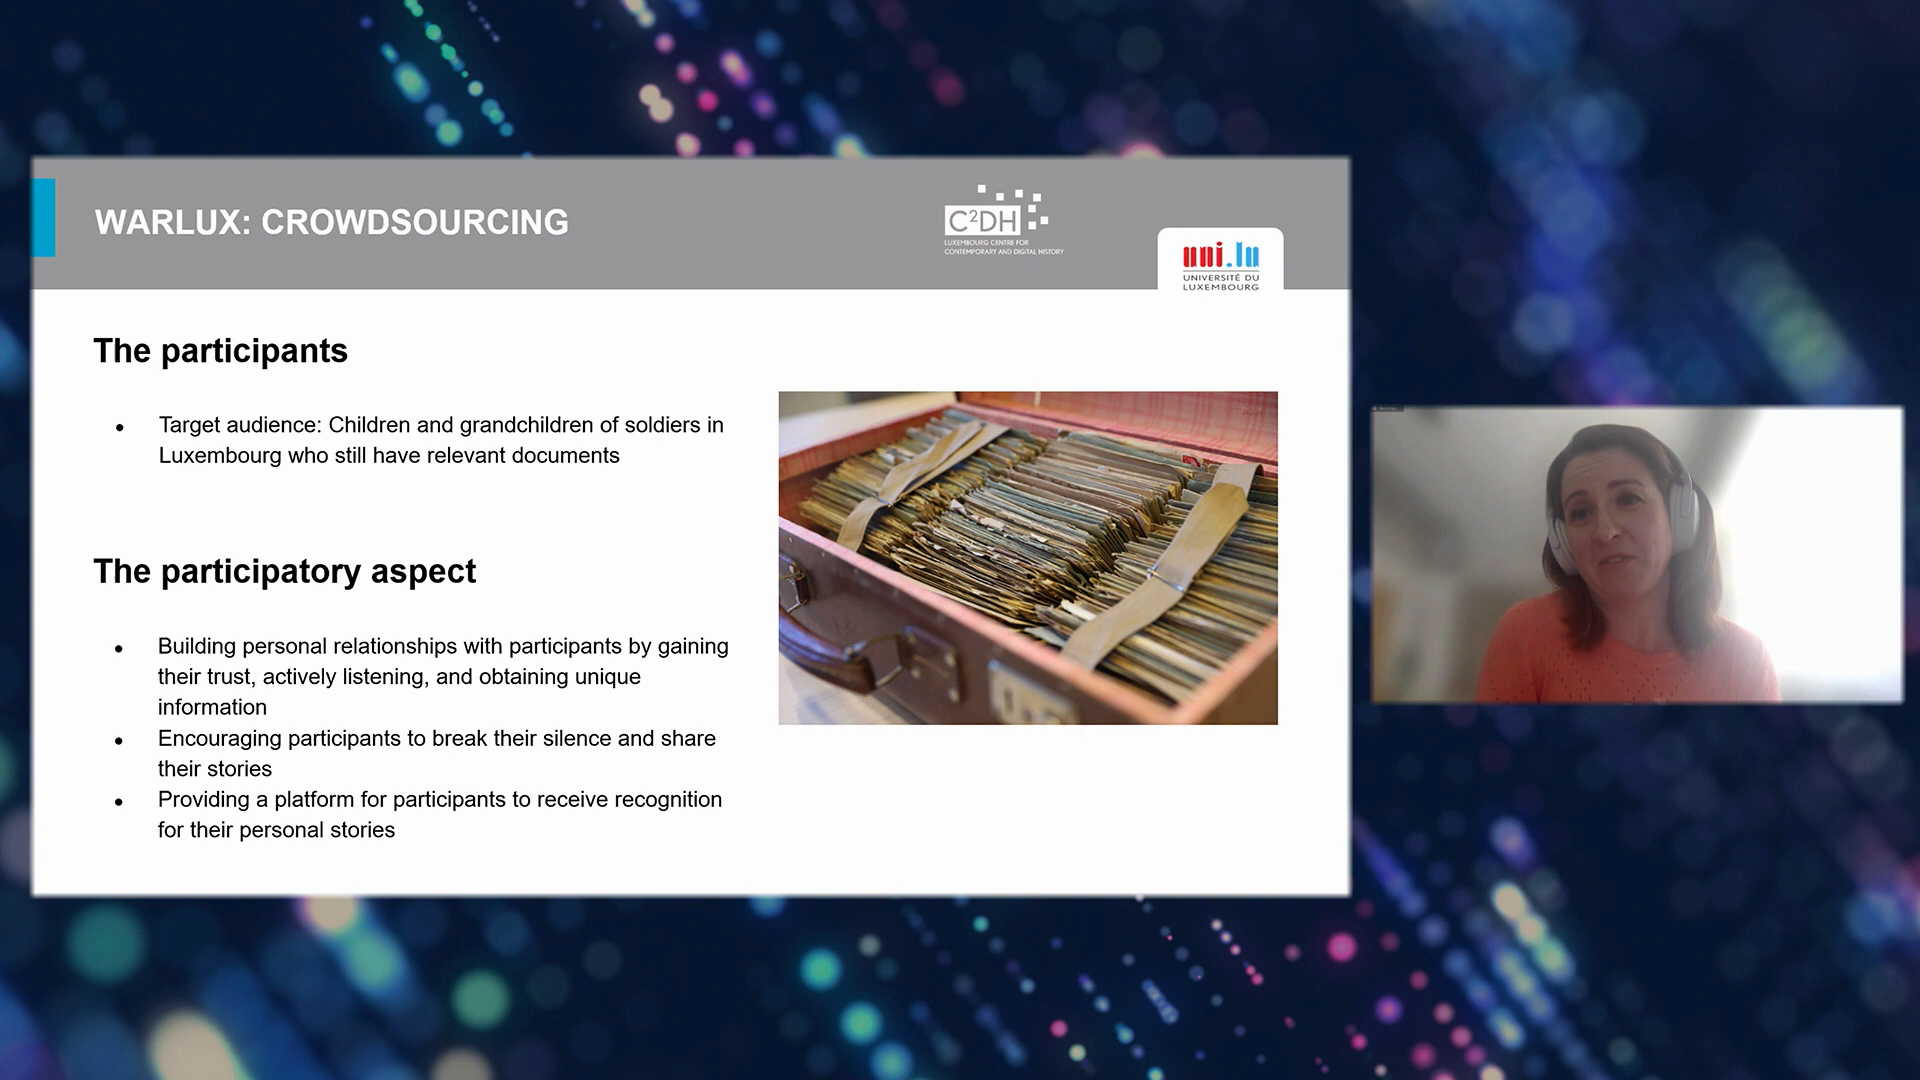 WARLUX: CROWDSOURCING
C²DH
LUXEMBOURG CENTRE FOR
CONTEMPORARY AND DIGITAL HISTORY
uni.lu
UNIVERSITÉ DU
LUXEMBOURG
The participants
• Target audience: Children and grandchildren of soldiers in
Luxembourg who still have relevant documents
The participatory aspect
• Building personal relationships with participants by gaining
their trust, actively listening, and obtaining unique
information
• Encouraging participants to break their silence and share
their stories
• Providing a platform for participants to receive recognition
for their personal stories